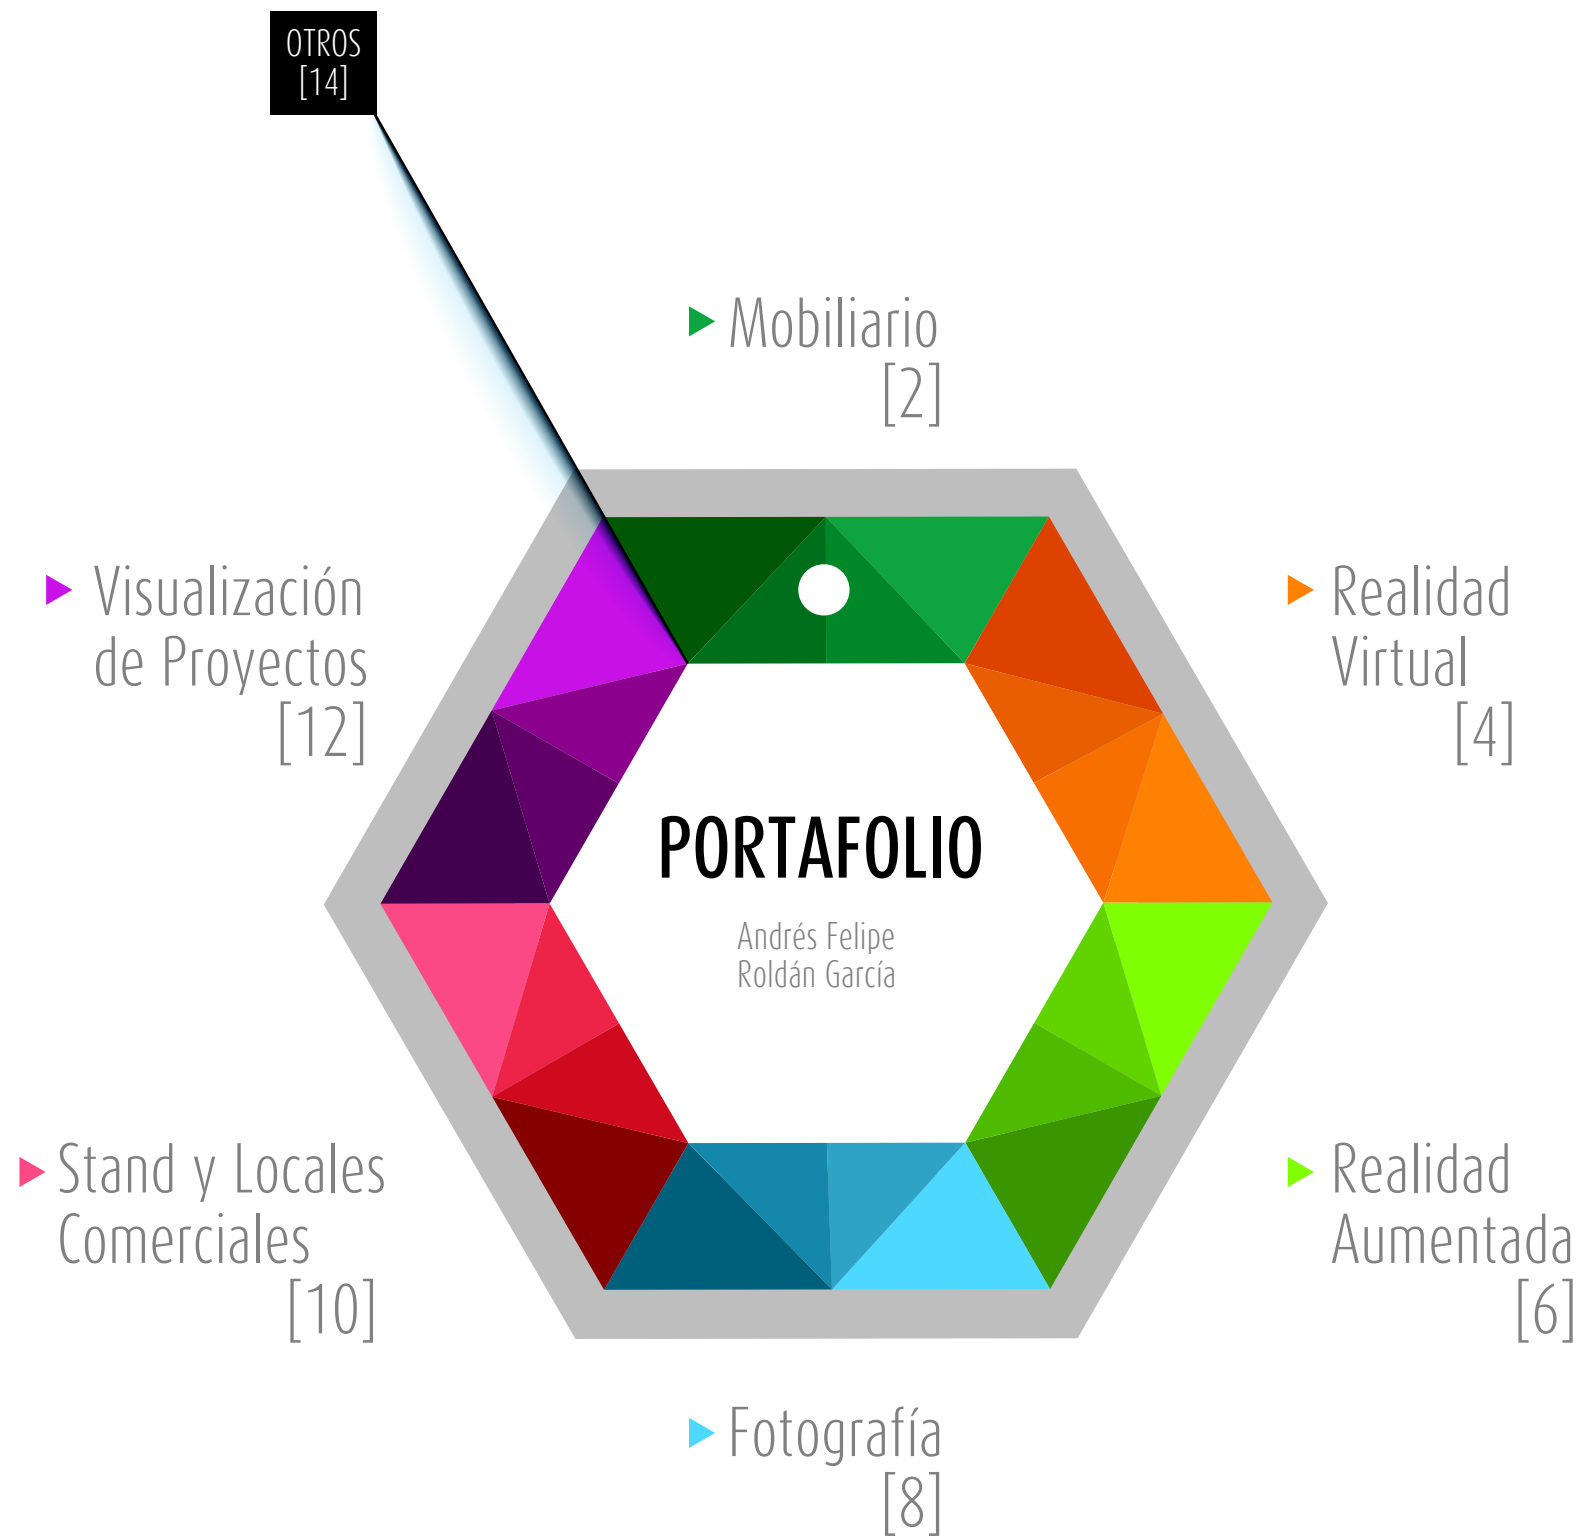 OTROS
[14]
Mobiliario
[2]
Visualización
de Proyectos
[12]
Realidad
Virtual
[4]
PORTAFOLIO
Andrés Felipe
Roldán García
Stand y Locales
Comerciales
[10]
Realidad
Aumentada
[6]
Fotografía
[8]